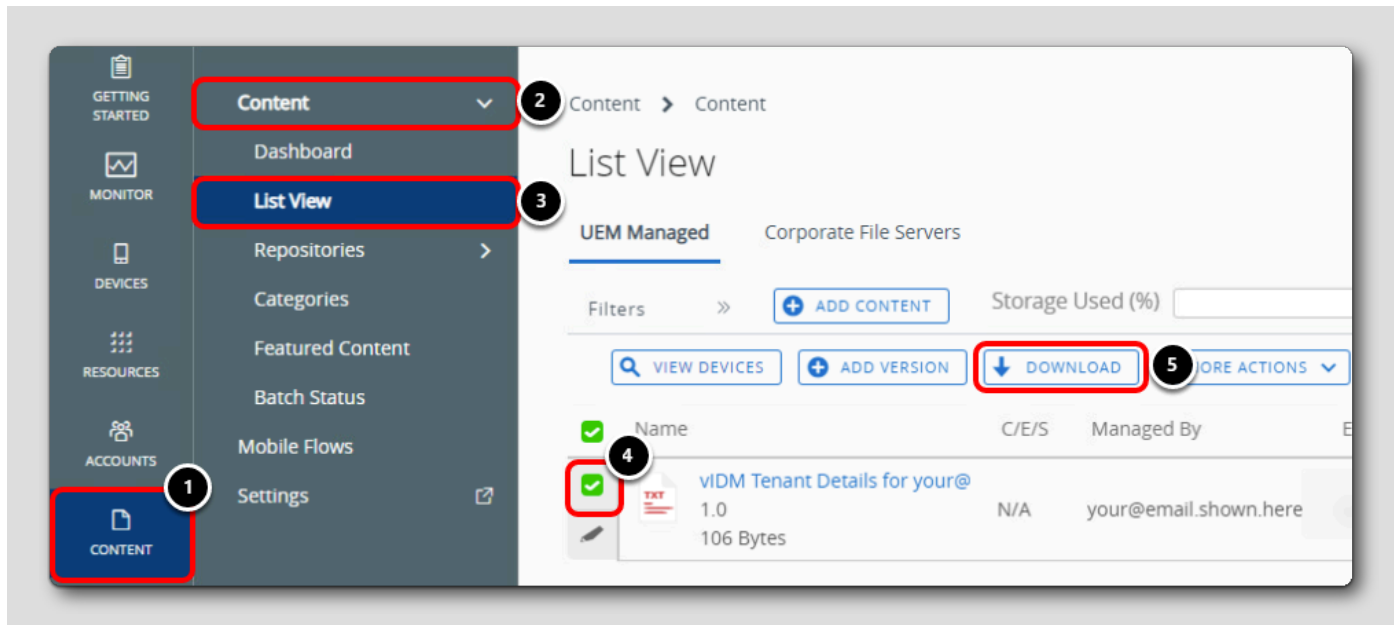 GETTING
STARTED
MONITOR
DEVICES
RESOURCES
ACCOUNTS
1
CONTENT
Content
2
Dashboard
List View
3
Repositories
Categories
Featured Content
Batch Status
Mobile Flows
Settings
Content > Content
List View
UEM Managed Corporate File Servers
Filters » ADD CONTENT Storage Used (%)
VIEW DEVICES ADD VERSION DOWNLOAD 5 ORE ACTIONS
Name C/E/S Managed By E
4
TXT
vIDM Tenant Details for your@
1.0 N/A your@email.shown.here
106 Bytes